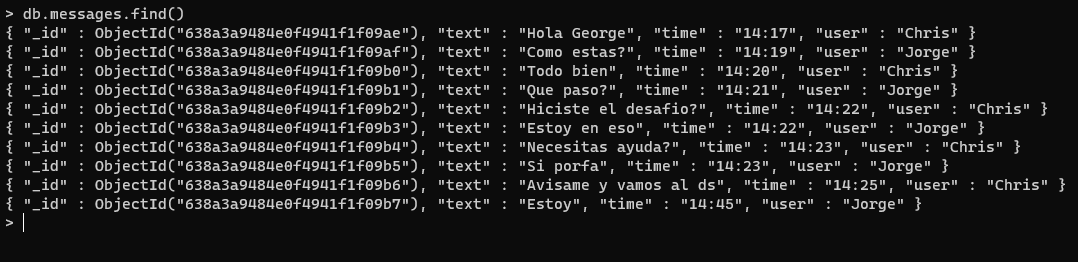 > db.messages.find()
{ "_id" : ObjectId("638a3a9484e0f4941f1f09ae"), "text" : "Hola George", "time" : "14:17", "user" : "Chris" }
{ "_id" : ObjectId("638a3a9484e0f4941f1f09af"), "text" : "Como estas?", "time" : "14:19", "user" : "Jorge" }
{ "_id" : ObjectId("638a3a9484e0f4941f1f09b0"), "text" : "Todo bien", "time" : "14:20", "user" : "Chris" }
{ "_id" : ObjectId("638a3a9484e0f4941f1f09b1"), "text" : "Que paso?", "time" : "14:21", "user" : "Jorge" }
{ "_id" : ObjectId("638a3a9484e0f4941f1f09b2"), "text" : "Hiciste el desafio?", "time" : "14:22", "user" : "Chris" }
{ "_id" : ObjectId("638a3a9484e0f4941f1f09b3"), "text" : "Estoy en eso", "time" : "14:22", "user" : "Jorge" }
{ "_id" : ObjectId("638a3a9484e0f4941f1f09b4"), "text" : "Necesitas ayuda?", "time" : "14:23", "user" : "Chris" }
{ "_id" : ObjectId("638a3a9484e0f4941f1f09b5"), "text" : "Si porfa", "time" : "14:23", "user" : "Jorge" }
{ "_id" : ObjectId("638a3a9484e0f4941f1f09b6"), "text" : "Avisame y vamos al ds", "time" : "14:25", "user" : "Chris" }
{ "_id" : ObjectId("638a3a9484e0f4941f1f09b7"), "text" : "Estoy", "time" : "14:45", "user" : "Jorge" }
>